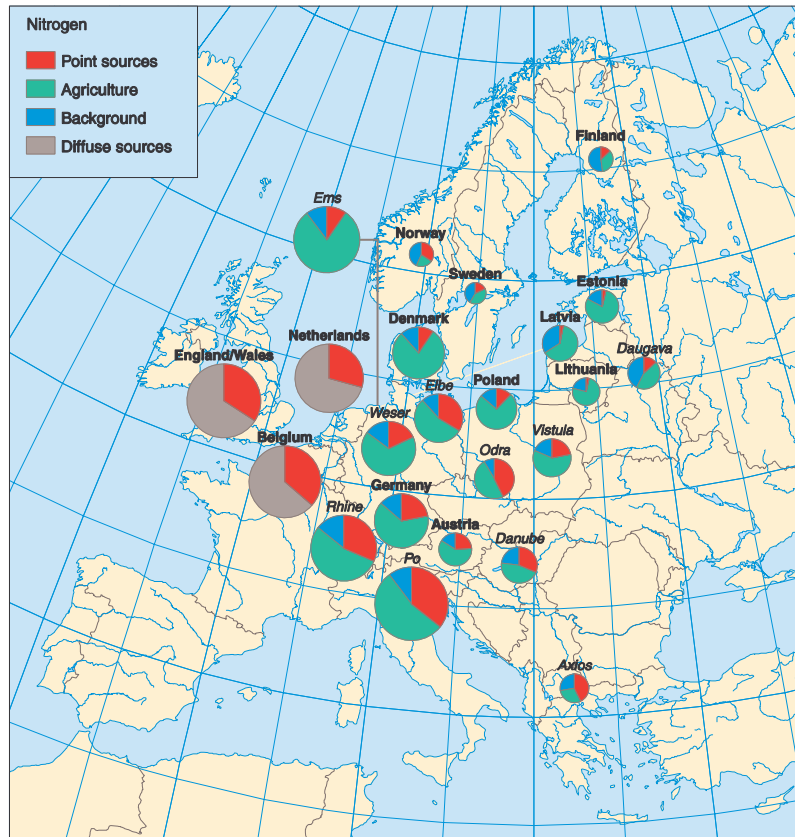 Nitrogen
Point sources
Agriculture
Background
Diffuse sources
Finland
Ems
Norway
Sweden
Estonia
Denmark
Latvia
Netherlands
England/Wales
Daugava
Lithuania
Elbe
Poland
Weser
Vistula
Belgium
Odra
Germany
Rhine
Austria
Danube
Po
Axios